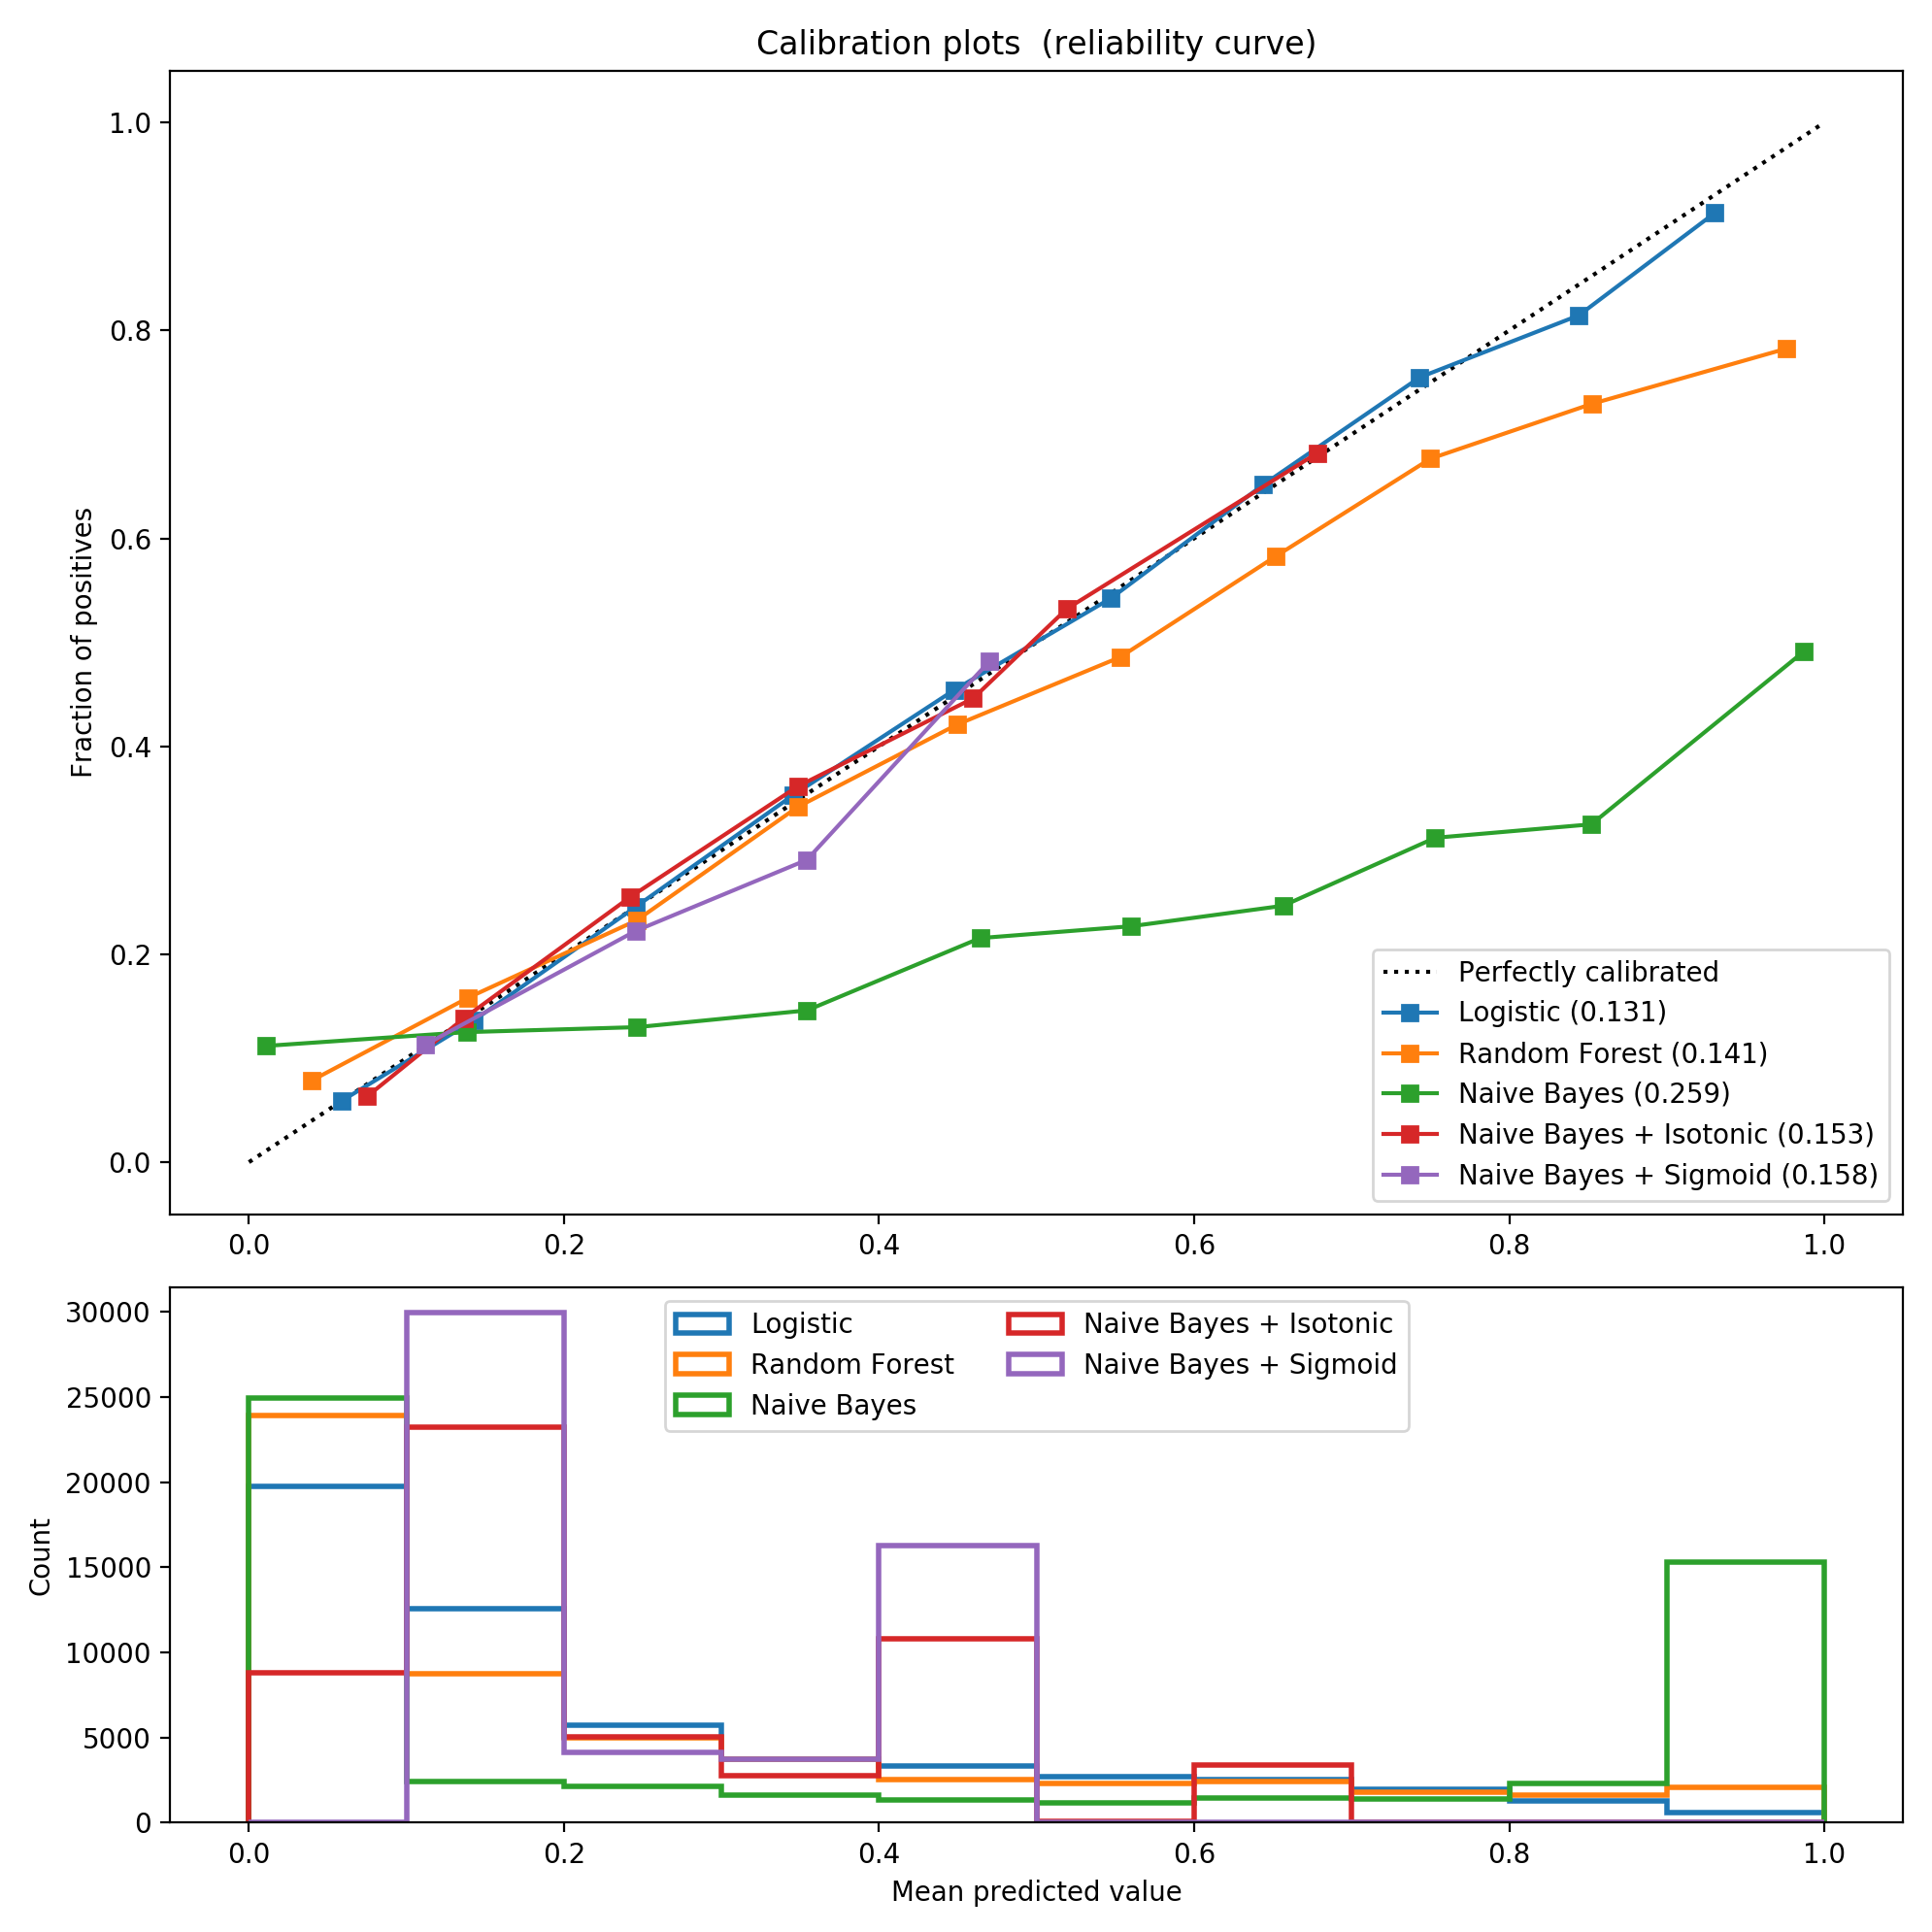 Calibration plots  (reliability curve)
1.0
0.8
0.6
0.4
0.2
0.0
Fraction of positives
Perfectly calibrated
Logistic (0.131)
Random Forest (0.141)
Naive Bayes (0.259)
Naive Bayes + Isotonic (0.153)
Naive Bayes + Sigmoid (0.158)
0.0 0.2 0.4 0.6 0.8 1.0
30000
25000
20000
15000
10000
5000
0
Count
Logistic
Random Forest
Naive Bayes
Naive Bayes + Isotonic
Naive Bayes + Sigmoid
0.0 0.2 0.4 0.6 0.8 1.0
Mean predicted value